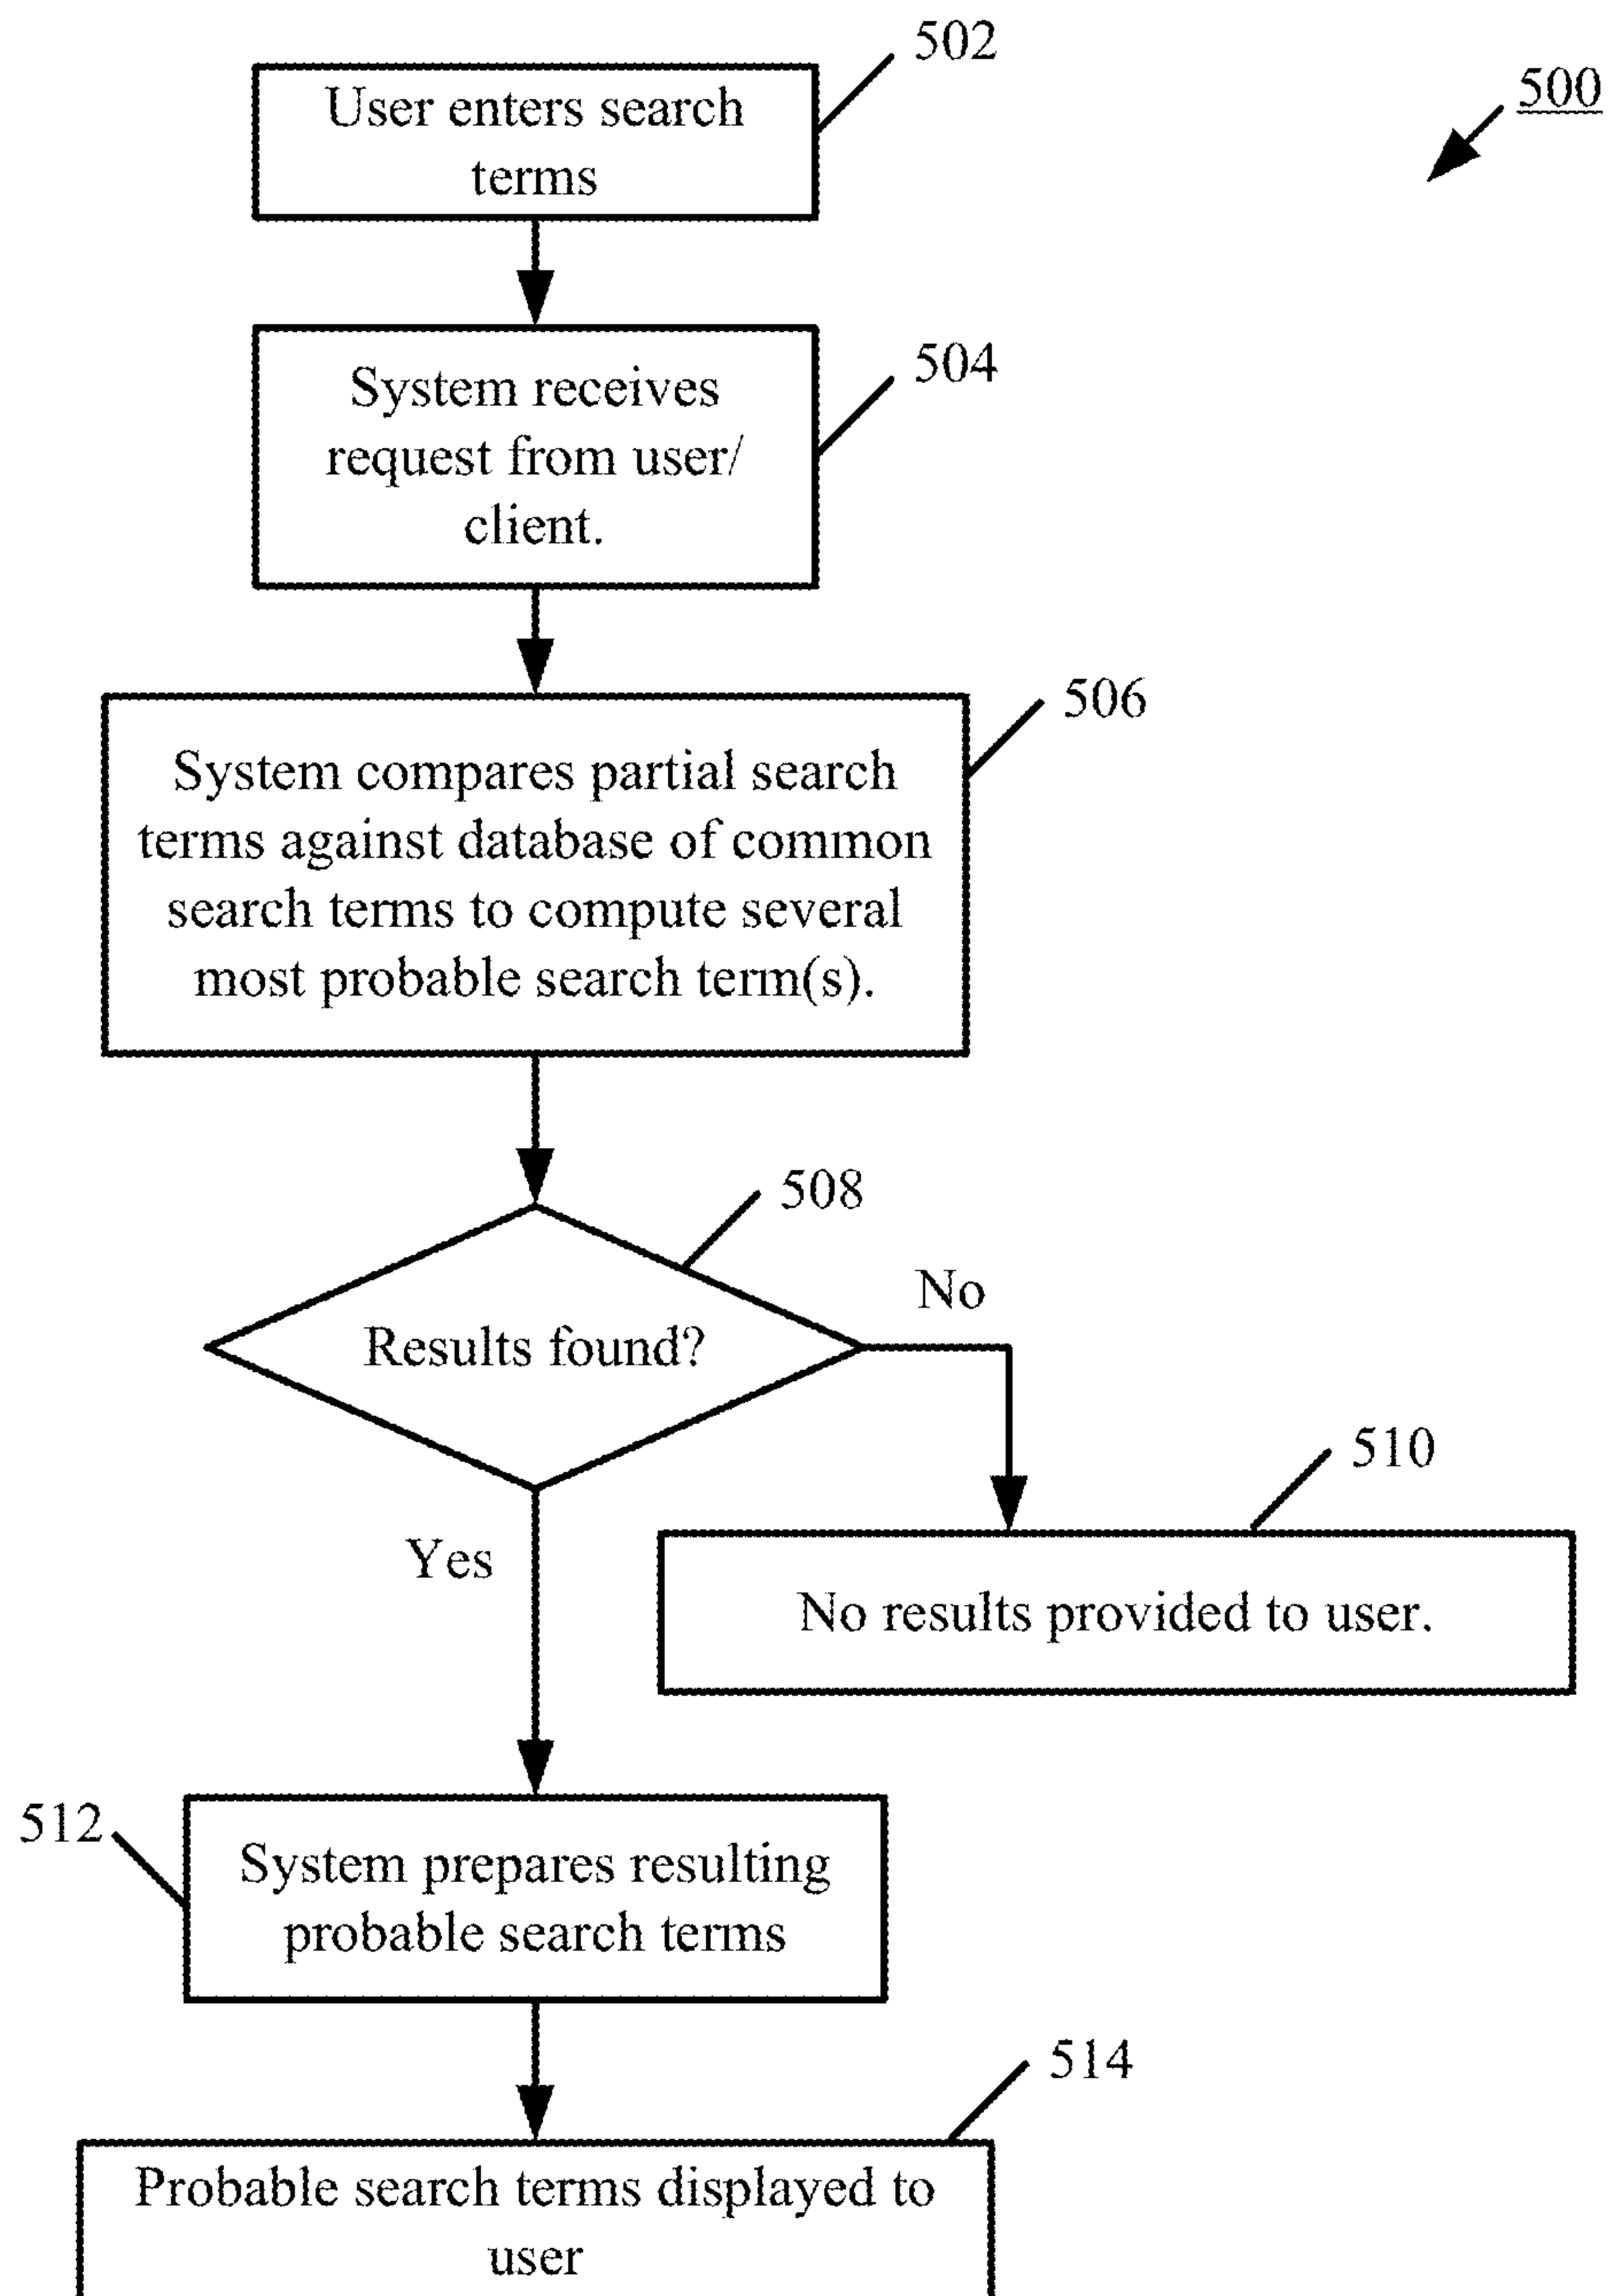 502
500
User enters search
terms
504
System receives
request from user/
client.
506
System compares partial search
terms against database of common
search terms to compute several
most probable search term(s).
508
No
Results found?
510
Yes
No results provided to user.
512
System prepares resulting
probable search terms
514
Probable search terms displayed to
user